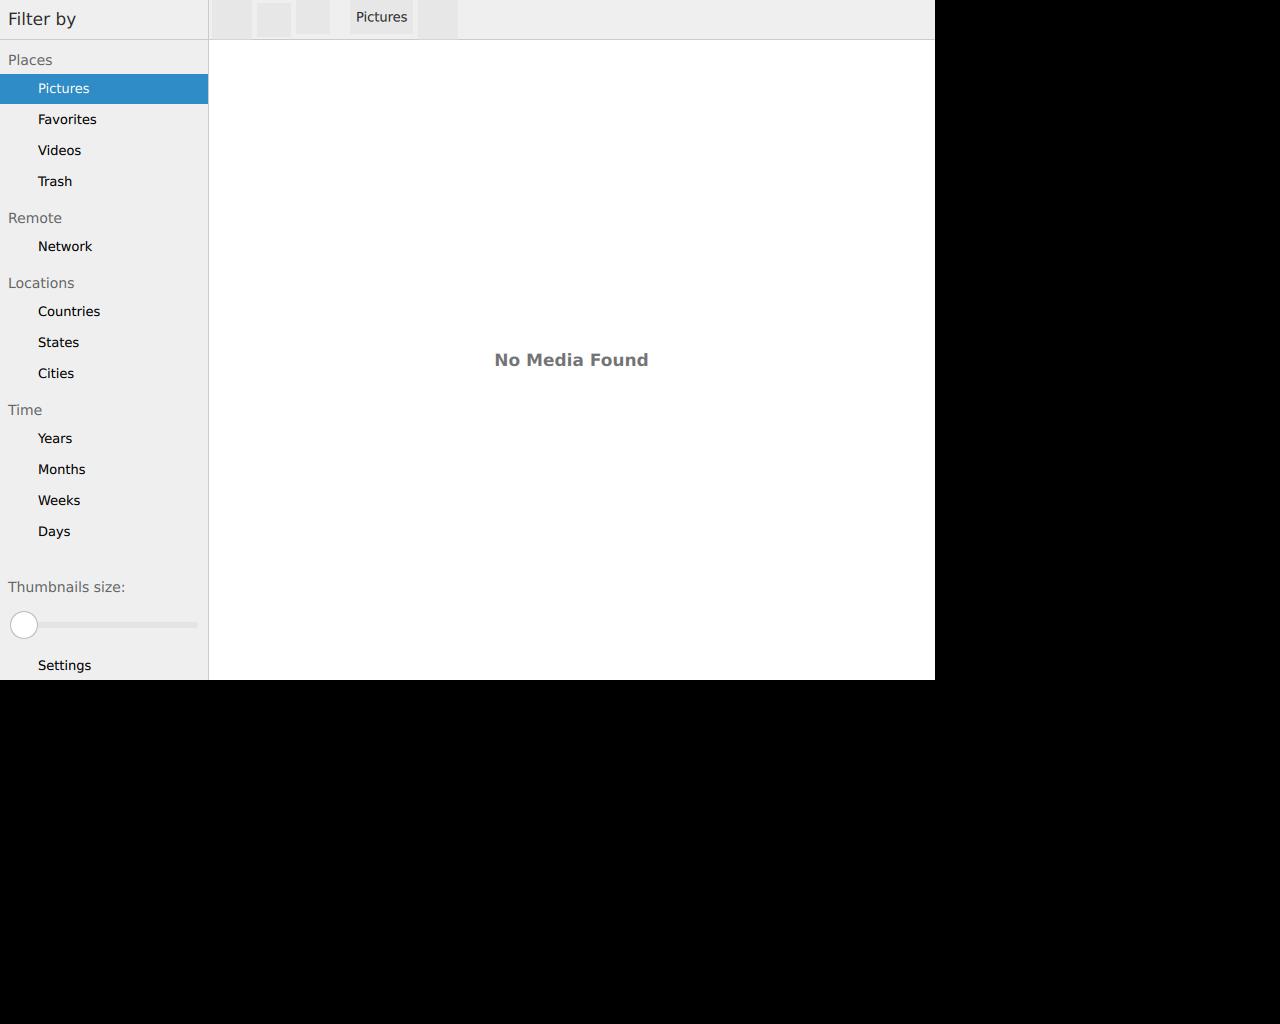 Filter by
Pictures
Places
Pictures
Favorites
Videos
Trash
Remote
Network
Locations
Countries
States
Cities
Time
Years
Months
Weeks
Days
Thumbnails size:
Settings
No Media Found